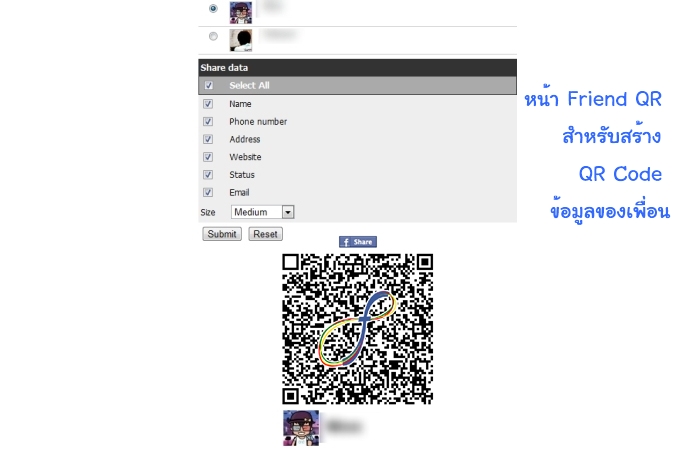 Share data
Select All
Name
Phone number
Address
Website
Status
Email
Size Medium
Submit Reset
f Share
หน้า Friend QR
สำหรับสร้าง
QR Code
ข้อมูลของเพื่อน